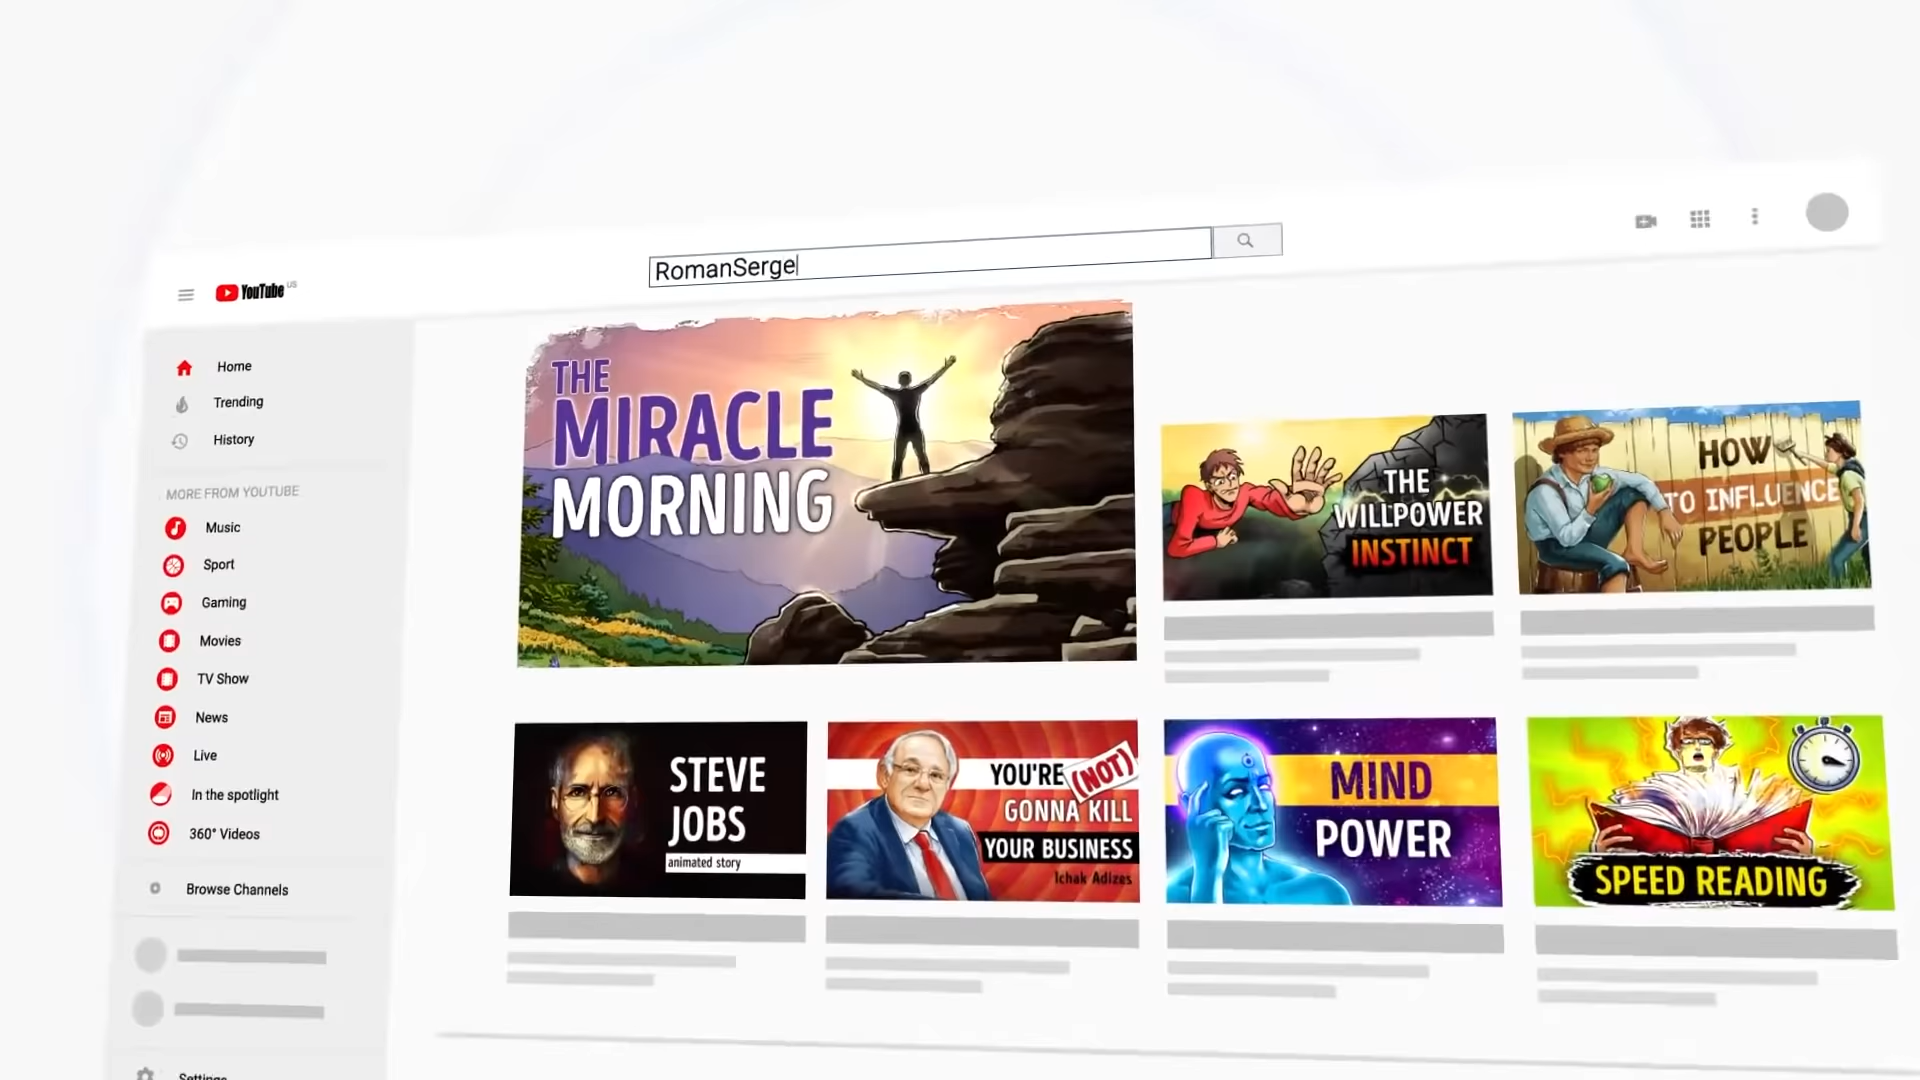 YouTube US
RomanSerge
Home
Trending
History
MORE FROM YOUTUBE
Music
Sport
Gaming
Movies
TV Show
News
Live
In the spotlight
360° Videos
Browse Channels
Settings
THE
MIRACLE
MORNING
THE
WILLPOWER
INSTINCT
HOW
TO INFLUENCE
PEOPLE
STEVE
JOBS
animated story
YOU'RE (NOT)
GONNA KILL
YOUR BUSINESS
Ichak Adizes
MIND
POWER
SPEED READING